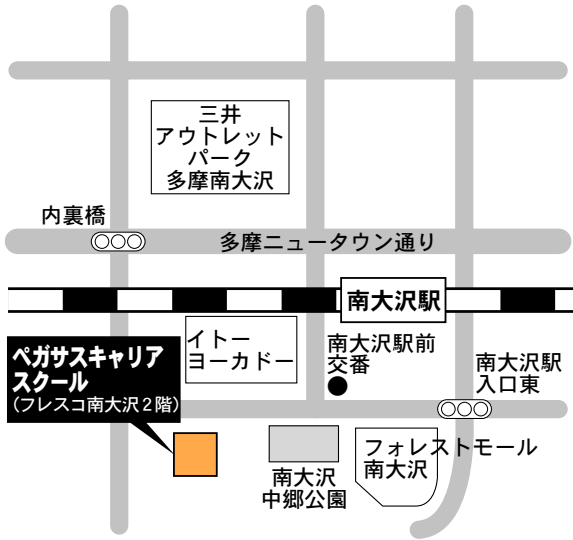 三井
アウトレット
パーク
多摩南大沢
内裏橋
多摩ニュータウン通り
南大沢駅
イトー
ヨーカドー
南大沢駅前
交番
南大沢駅
入口東
ペガサスキャリア
スクール
(フレスコ南大沢2階)
フォレストモール
南大沢
南大沢
中郷公園